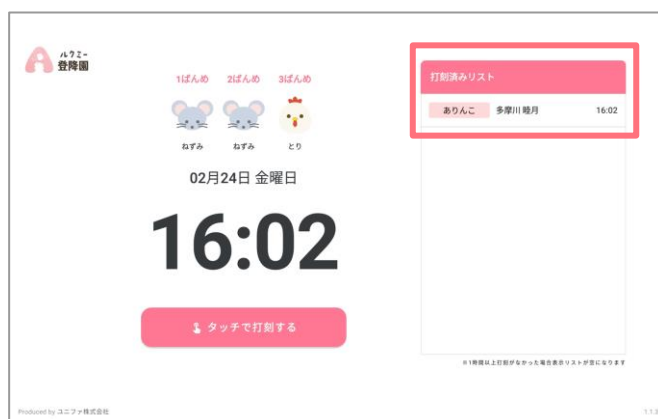 ルクミー
登降園
1ばんめ 2ばんめ 3ばんめ
ねずみ ねずみ とり
02月24日 金曜日
16:02
タッチで打刻する
打刻済みリスト
ありんこ 多摩川 睦月 16:02
※1時間以上打刻がなかった場合表示リストが空になります
Produced by ユニファ株式会社